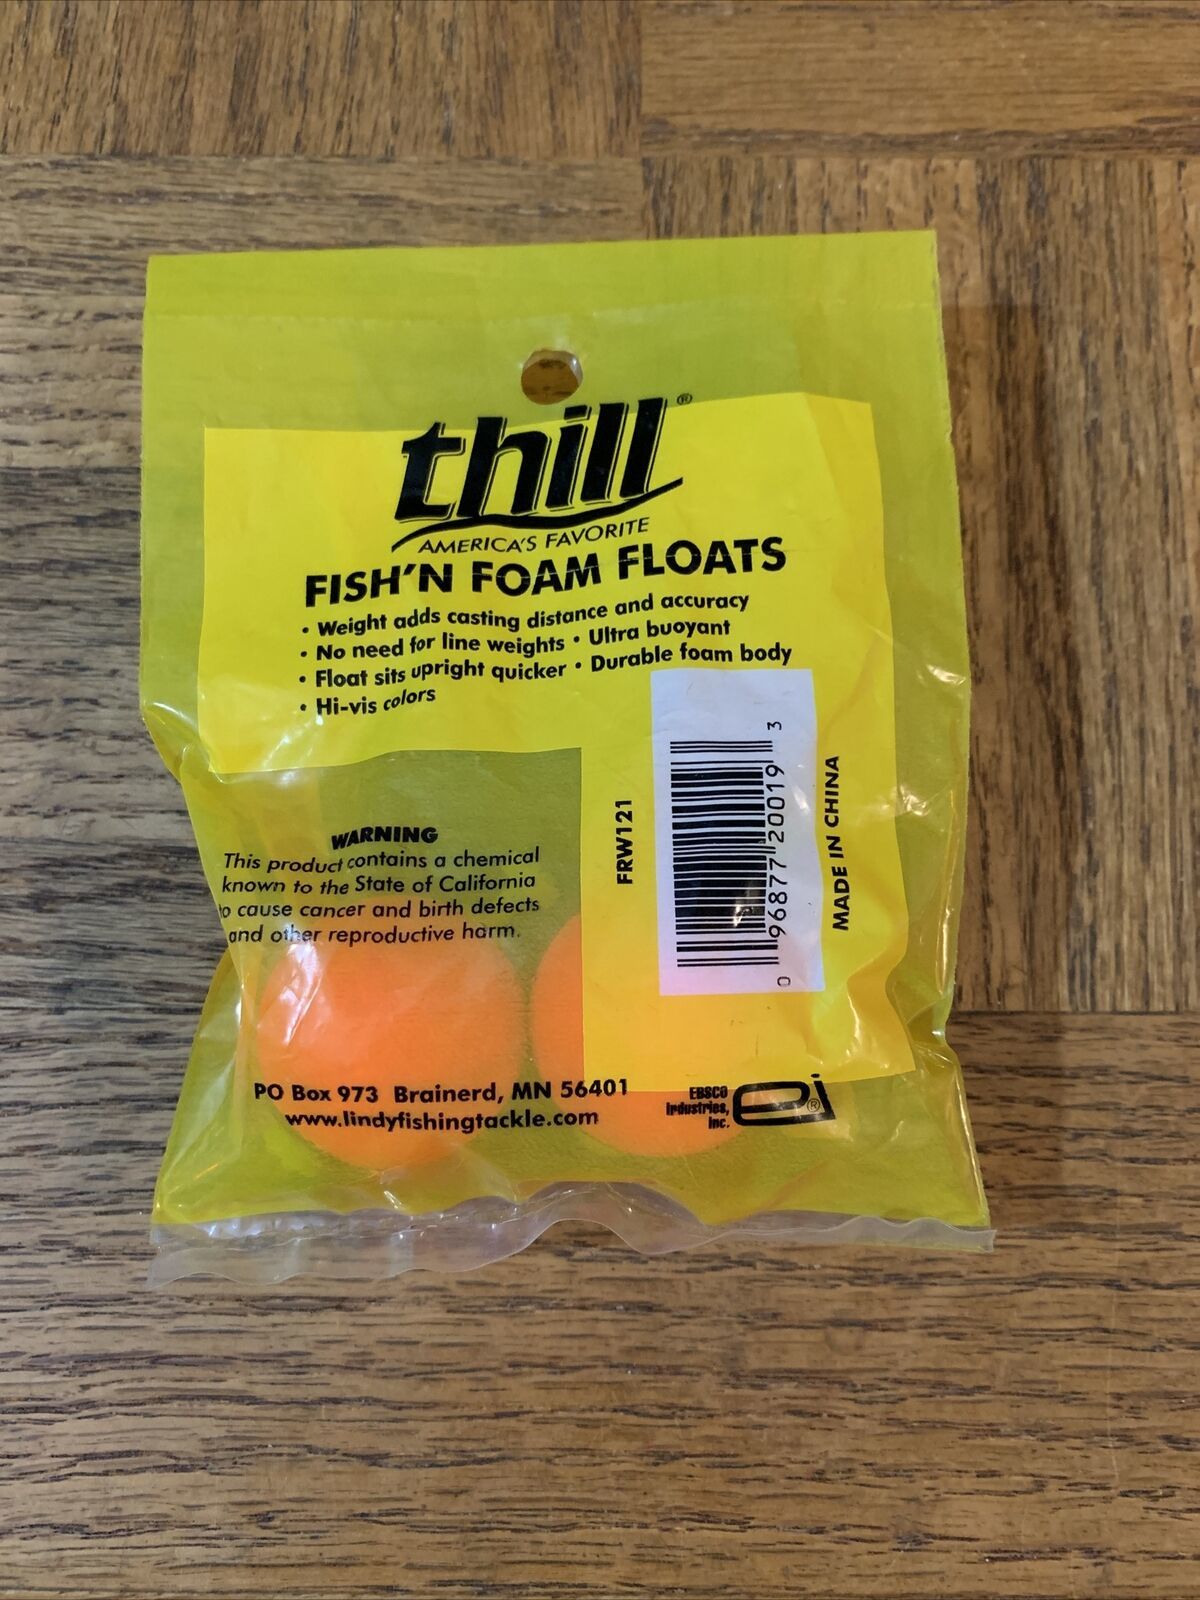 thill®
AMERICA'S FAVORITE
FISH'N FOAM FLOATS
• Weight adds casting distance and accuracy
• No need for line weights • Ultra buoyant
• Float sits upright quicker • Durable foam body
• Hi-vis colors
WARNING
This product contains a chemical
known to the State of California
to cause cancer and birth defects
and other reproductive harm.
FRW121
0 96877 20019 3
MADE IN CHINA
PO Box 973 Brainerd, MN 56401
www.lindyfishingtackle.com
EBSCO
Industries,
Inc.
ei®